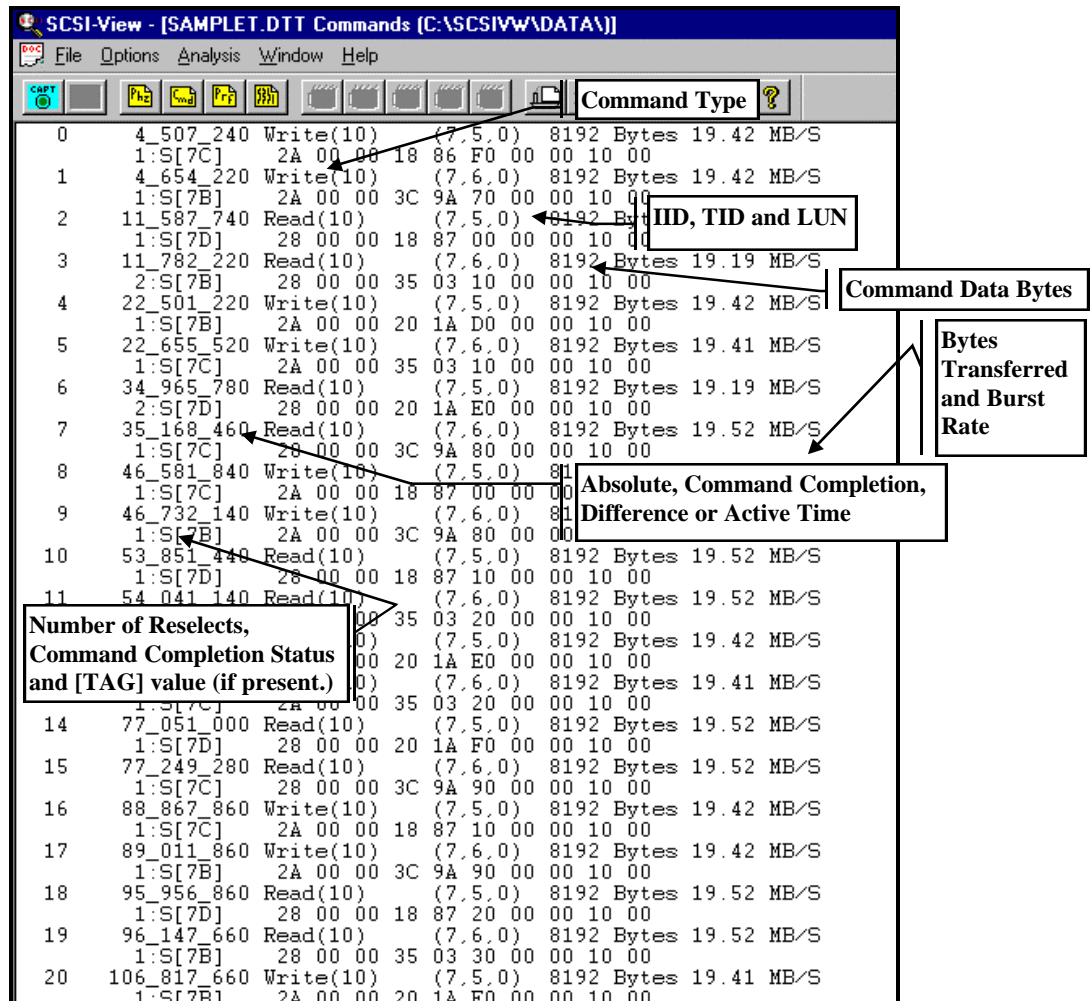 SCSI-View - [SAMPLET.DTT Commands (C:\SCSIVW\DATA\)]
File Options Analysis Window Help
CAPT Phz Cmd Prf ?
Command Type
0 4_507_240 Write(10) (7,5,0) 8192 Bytes 19.42 MB/S
1:S[7C] 2A 00 00 18 86 F0 00 00 10 00
1 4_654_220 Write(10) (7,6,0) 8192 Bytes 19.42 MB/S
1:S[7B] 2A 00 00 3C 9A 70 00 00 10 00
2 11_587_740 Read(10) (7,5,0) 8192
1:S[7D] 28 00 00 18 87 00 00 00 10 00
IID, TID and LUN
3 11_782_220 Read(10) (7,6,0) 8192 Bytes 19.19 MB/S
2:S[7B] 28 00 00 35 03 10 00 00 10 00
Command Data Bytes
4 22_501_220 Write(10) (7,5,0) 8192 Bytes 19.42 MB/S
1:S[7B] 2A 00 00 20 1A D0 00 00 10 00
5 22_655_520 Write(10) (7,6,0) 8192 Bytes 19.41 MB/S
1:S[7C] 2A 00 00 35 03 10 00 00 10 00
Bytes
Transferred
and Burst
Rate
6 34_965_780 Read(10) (7,5,0) 8192 Bytes 19.19 MB/S
2:S[7D] 28 00 00 20 1A E0 00 00 10 00
7 35_168_460 Read(10) (7,6,0) 8192 Bytes 19.52 MB/S
1:S[7C] 28 00 00 3C 9A 80 00 00 10 00
8 46_581_840 Write(10) (7,5,0)
1:S[7C] 2A 00 00 18 87 00 00
Absolute, Command Completion,
Difference or Active Time
9 46_732_140 Write(10) (7,6,0)
1:S[7B] 2A 00 00 3C 9A 80 00
10 53_851_440 Read(10) (7,5,0) 8192 Bytes 19.52 MB/S
1:S[7D] 28 00 00 18 87 10 00 00 10 00
11 54_041_140 Read(10) (7,6,0) 8192 Bytes 19.52 MB/S
00 35 03 20 00 00 10 00
Number of Reselects,
Command Completion Status
and [TAG] value (if present.)
(7,5,0) 8192 Bytes 19.42 MB/S
00 20 1A E0 00 00 10 00
(7,6,0) 8192 Bytes 19.41 MB/S
1:S[7C] 2A 00 00 35 03 20 00 00 10 00
14 77_051_000 Read(10) (7,5,0) 8192 Bytes 19.52 MB/S
1:S[7D] 28 00 00 20 1A F0 00 00 10 00
15 77_249_280 Read(10) (7,6,0) 8192 Bytes 19.52 MB/S
1:S[7C] 28 00 00 3C 9A 90 00 00 10 00
16 88_867_860 Write(10) (7,5,0) 8192 Bytes 19.42 MB/S
1:S[7C] 2A 00 00 18 87 10 00 00 10 00
17 89_011_860 Write(10) (7,6,0) 8192 Bytes 19.42 MB/S
1:S[7B] 2A 00 00 3C 9A 90 00 00 10 00
18 95_956_860 Read(10) (7,5,0) 8192 Bytes 19.52 MB/S
1:S[7D] 28 00 00 18 87 20 00 00 10 00
19 96_147_660 Read(10) (7,6,0) 8192 Bytes 19.52 MB/S
1:S[7B] 28 00 00 35 03 30 00 00 10 00
20 106_817_660 Write(10) (7,5,0) 8192 Bytes 19.41 MB/S
1:S[7B] 2A 00 00 20 1A F0 00 00 10 00